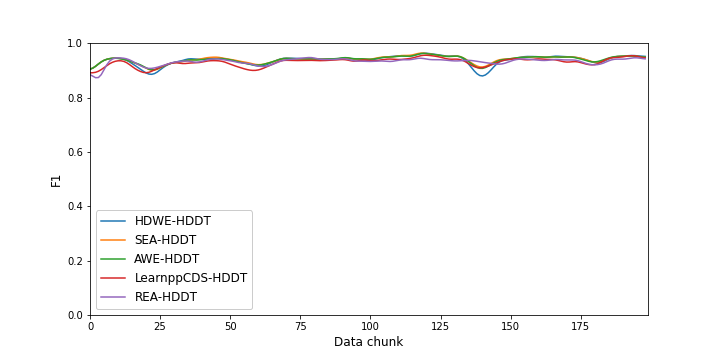 1.0
0.8
0.6
0.4
0.2
0.0
F1
HDWE-HDDT
SEA-HDDT
AWE-HDDT
LearnppCDS-HDDT
REA-HDDT
0 25 50 75 100 125 150 175
Data chunk